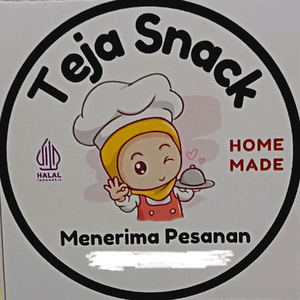 Teja Snack
HALAL
INDONESIA
HOME
MADE
Menerima Pesanan